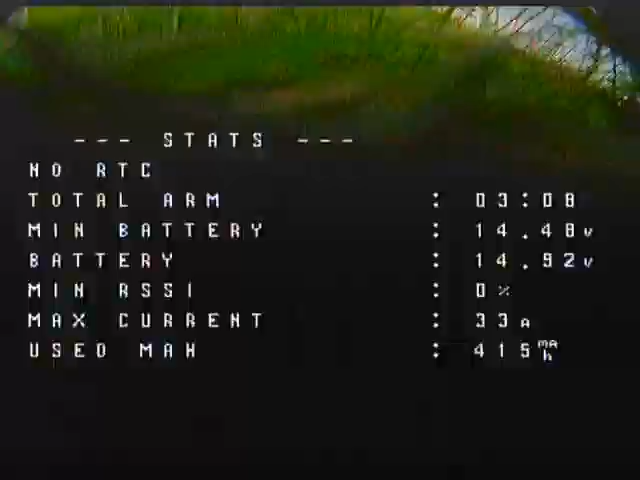 --- STATS ---
NO RTC
TOTAL ARM : 03:08
MIN BATTERY : 14.48V
BATTERY : 14.92V
MIN RSSI : 0%
MAX CURRENT : 33A
USED MAH : 415mAh